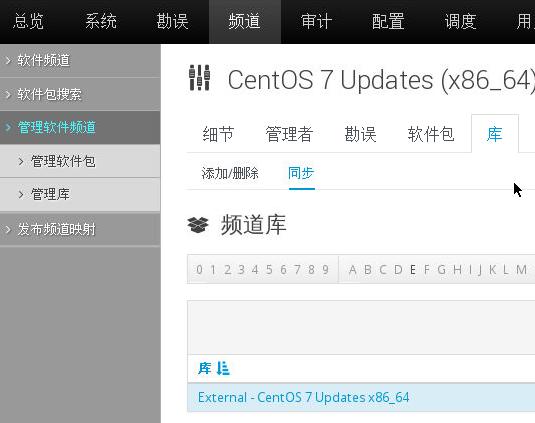 总览 系统 勘误 频道 审计 配置 调度
软件频道
软件包搜索
管理软件频道
管理软件包
管理库
发布频道映射
CentOS 7 Updates (x86_64)
细节 管理者 勘误 软件包 库
添加/删除 同步
频道库
0 1 2 3 4 5 6 7 8 9 A B C D E F G H I J K L M
库
External - CentOS 7 Updates x86_64